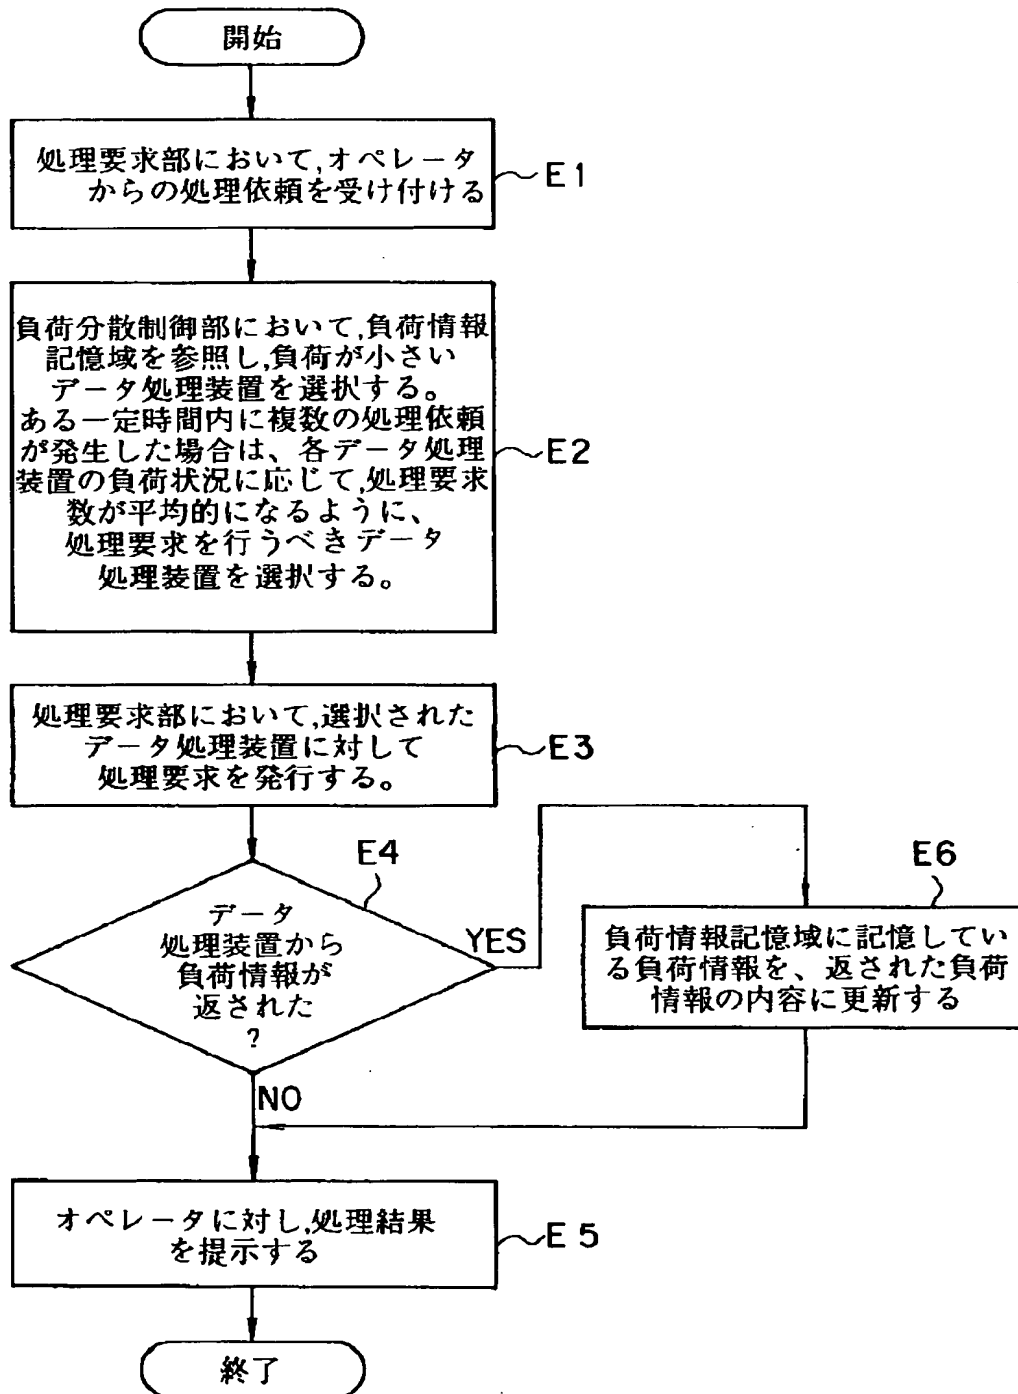 開始
処理要求部において,オペレータ
からの処理依頼を受け付ける
E1
負荷分散制御部において,負荷情報
記憶域を参照し,負荷が小さい
データ処理装置を選択する。
ある一定時間内に複数の処理依頼
が発生した場合は、各データ処理
装置の負荷状況に応じて,処理要求
数が平均的になるように、
処理要求を行うべきデータ
処理装置を選択する。
E2
処理要求部において,選択された
データ処理装置に対して
処理要求を発行する。
E3
E4
データ
処理装置から
負荷情報が
返された
?
YES
NO
E6
負荷情報記憶域に記憶してい
る負荷情報を、返された負荷
情報の内容に更新する
オペレータに対し,処理結果
を提示する
E5
終了